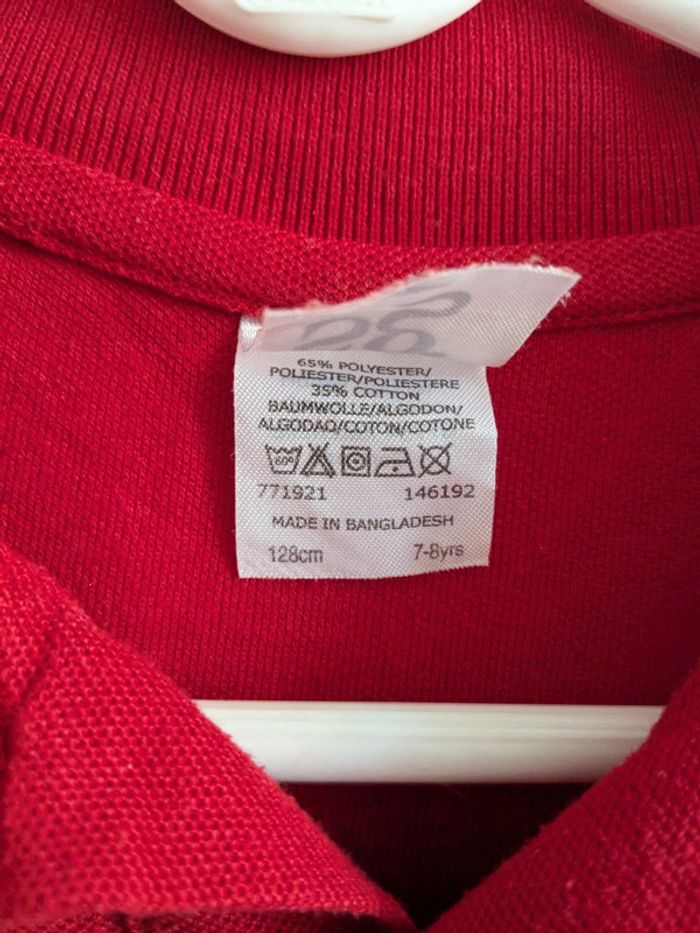 65% POLYESTER/
POLIESTER/POLIESTERE
35% COTTON
BAUMWOLLE/ALGODON/
ALGODAO/COTON/COTONE
60°
771921 146192
MADE IN BANGLADESH
128cm 7-8yrs